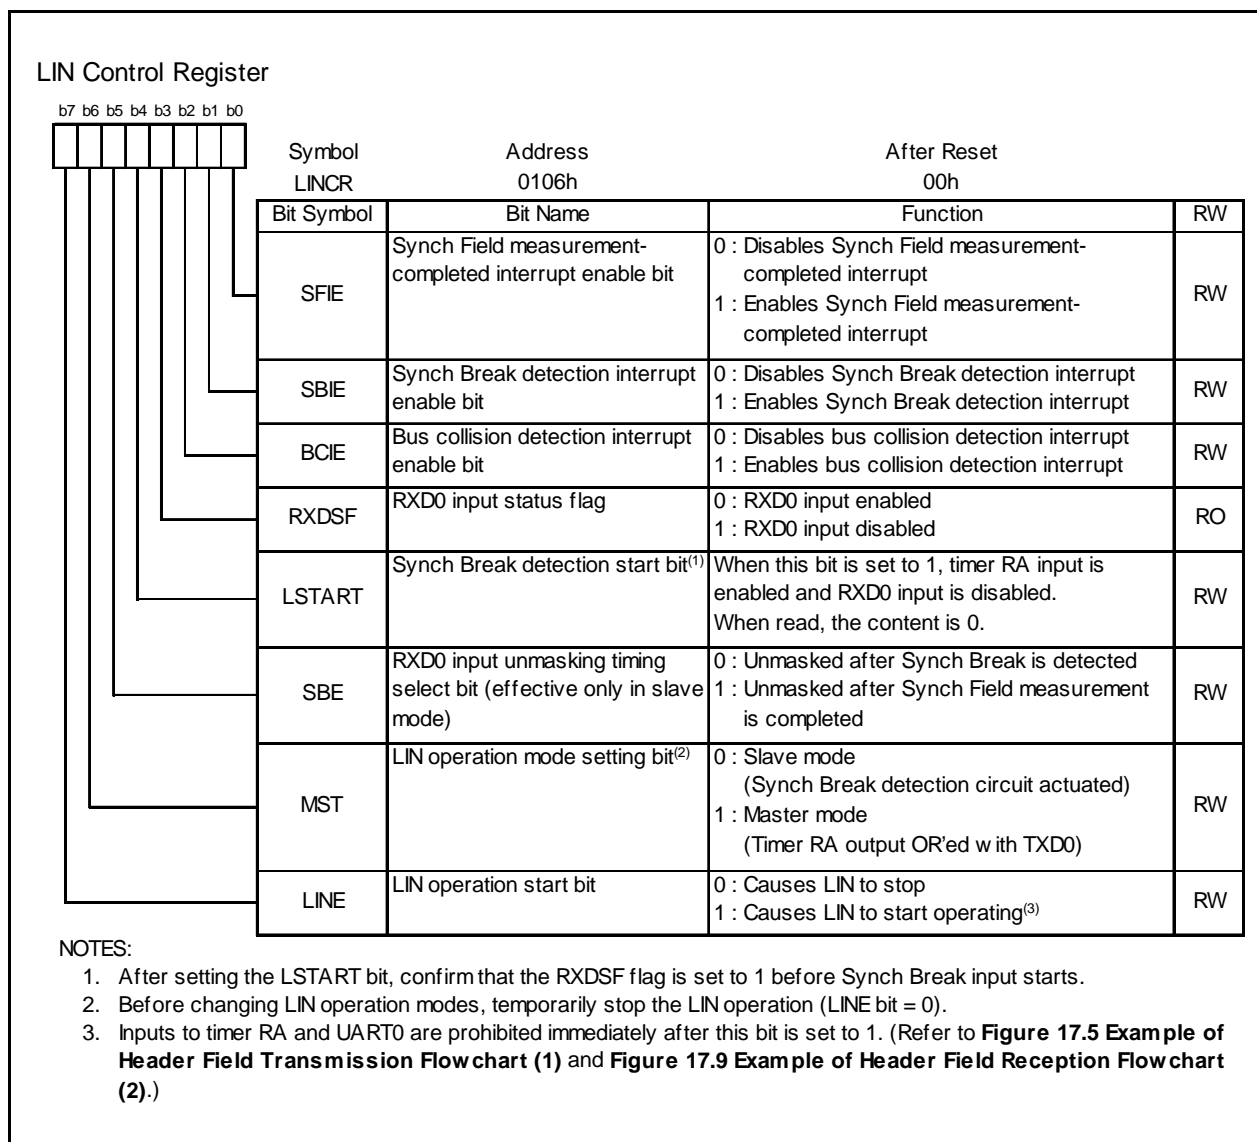 LIN Control Register
b7 b6 b5 b4 b3 b2 b1 b0
Symbol Address After Reset
LINCR 0106h 00h
Bit Symbol Bit Name Function RW
SFIE
Synch Field measurement-
completed interrupt enable bit
0 : Disables Synch Field measurement-
completed interrupt
1 : Enables Synch Field measurement-
completed interrupt
RW
SBIE
Synch Break detection interrupt
enable bit
0 : Disables Synch Break detection interrupt
1 : Enables Synch Break detection interrupt
RW
BCIE
Bus collision detection interrupt
enable bit
0 : Disables bus collision detection interrupt
1 : Enables bus collision detection interrupt
RW
RXDSF
RXD0 input status flag
0 : RXD0 input enabled
1 : RXD0 input disabled
RO
LSTART
Synch Break detection start bit(1)
When this bit is set to 1, timer RA input is
enabled and RXD0 input is disabled.
When read, the content is 0.
RW
SBE
RXD0 input unmasking timing
select bit (effective only in slave
mode)
0 : Unmasked after Synch Break is detected
1 : Unmasked after Synch Field measurement
is completed
RW
MST
LIN operation mode setting bit(2)
0 : Slave mode
(Synch Break detection circuit actuated)
1 : Master mode
(Timer RA output OR'ed with TXD0)
RW
LINE
LIN operation start bit
0 : Causes LIN to stop
1 : Causes LIN to start operating(3)
RW
NOTES:
1. After setting the LSTART bit, confirm that the RXDSF flag is set to 1 before Synch Break input starts.
2. Before changing LIN operation modes, temporarily stop the LIN operation (LINE bit = 0).
3. Inputs to timer RA and UART0 are prohibited immediately after this bit is set to 1. (Refer to Figure 17.5 Example of
Header Field Transmission Flowchart (1) and Figure 17.9 Example of Header Field Reception Flowchart
(2).)